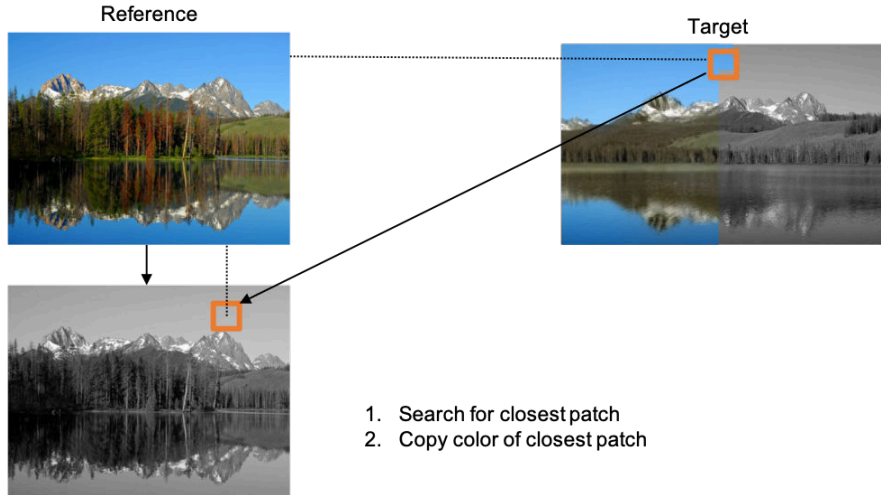 Reference
Target
1. Search for closest patch
2. Copy color of closest patch